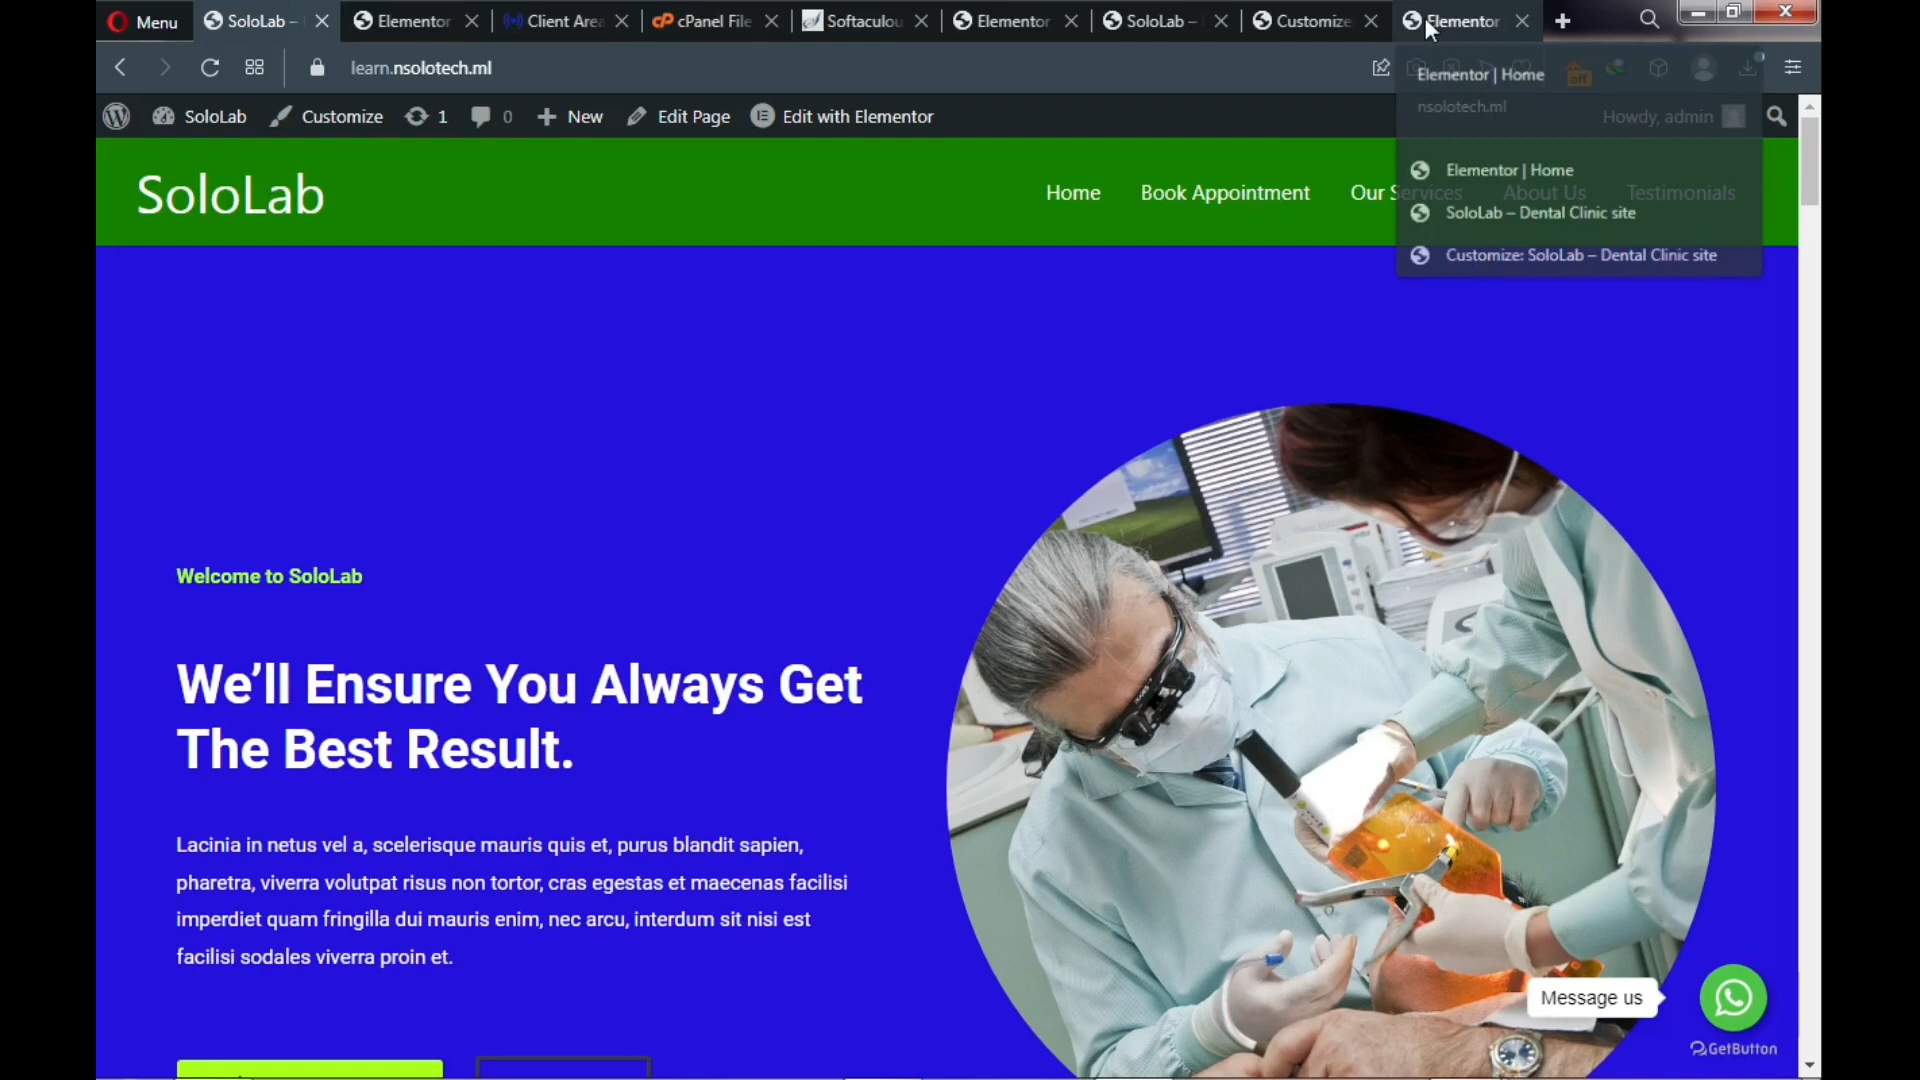 Menu
SoloLab –
Elementor
Client Area
cPanel File
Softaculou
Elementor
SoloLab –
Customize
Elementor
learn.nsolotech.ml
Elementor | Home
nsolotech.ml
Elementor | Home
SoloLab – Dental Clinic site
Customize: SoloLab – Dental Clinic site
off
SoloLab
Customize
1
0
New
Edit Page
Edit with Elementor
Howdy, admin
SoloLab
Home
Book Appointment
Our Services
About Us
Testimonials
Welcome to SoloLab
We’ll Ensure You Always Get
The Best Result.
Lacinia in netus vel a, scelerisque mauris quis et, purus blandit sapien,
pharetra, viverra volutpat risus non tortor, cras egestas et maecenas facilisi
imperdiet quam fringilla dui mauris enim, nec arcu, interdum sit nisi est
facilisi sodales viverra proin et.
Message us
GetButton